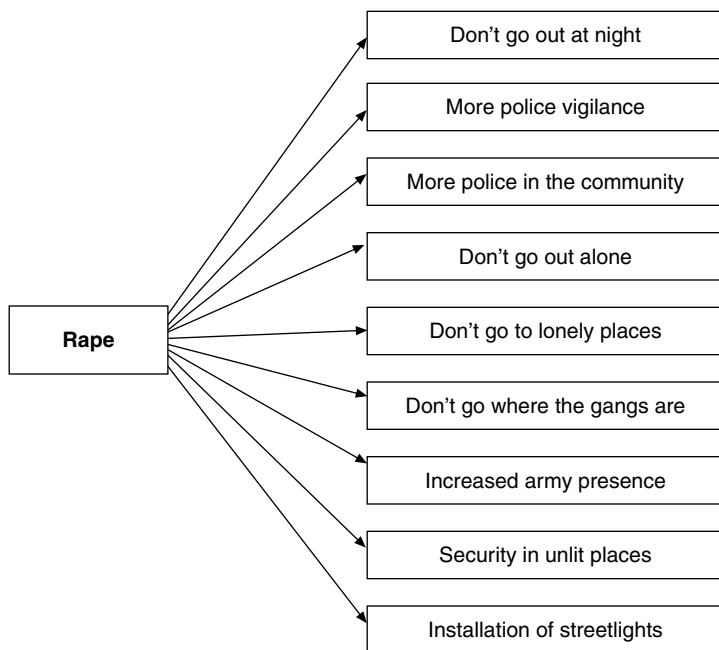 Don't go out at night
More police vigilance
More police in the community
Don't go out alone
Rape
Don't go to lonely places
Don't go where the gangs are
Increased army presence
Security in unlit places
Installation of streetlights